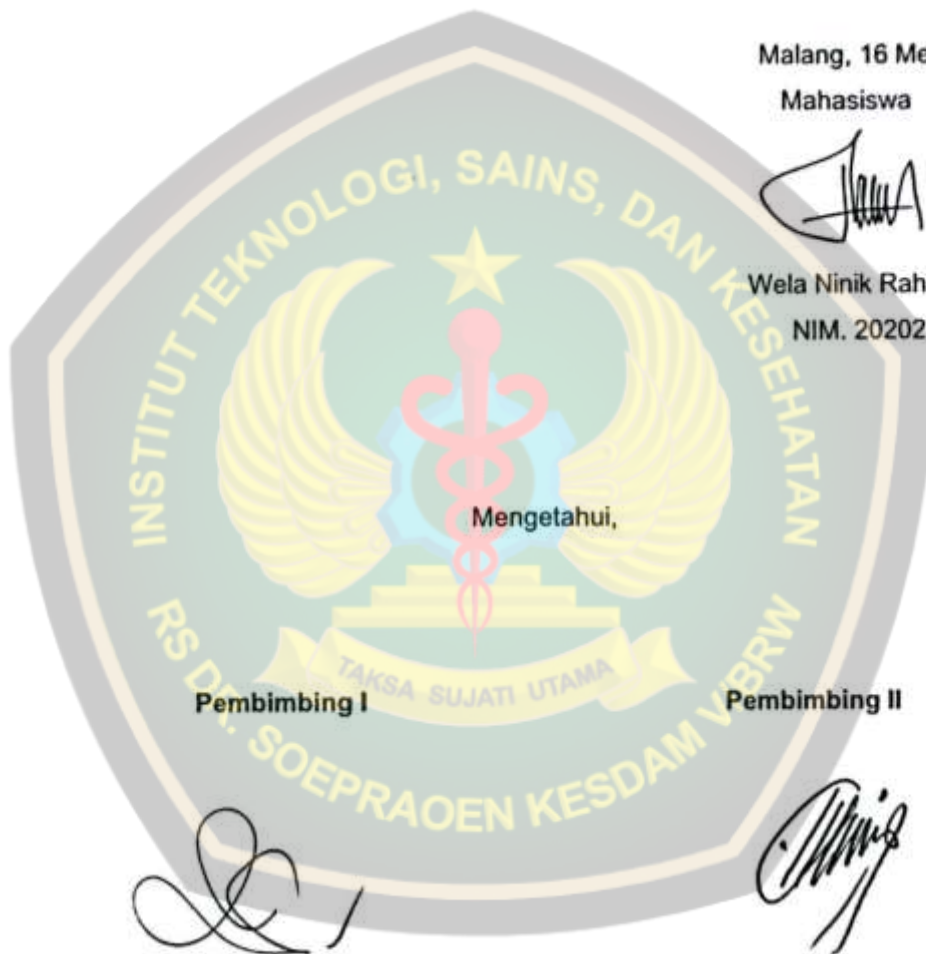 Malang, 16 Me
Mahasiswa
Wela Ninik Rah
NIM. 20202
INSTITUT TEKNOLOGI, SAINS, DAN KESEHATAN
Mengetahui,
TAKSA SUJATI UTAMA
Pembimbing I
Pembimbing II
RS DR. SOEPRAOEN KESDAM V/BRW